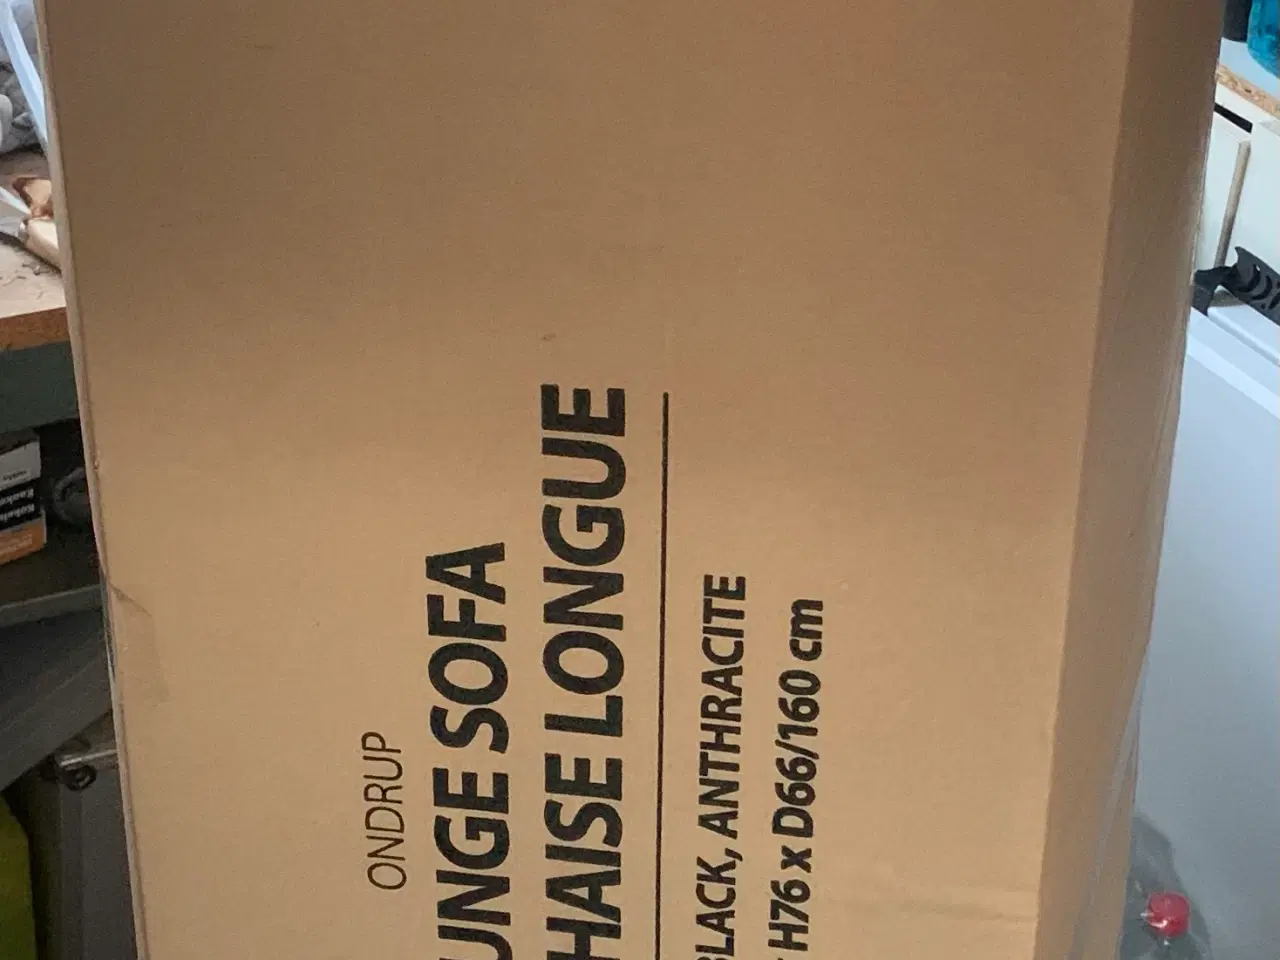 ONDRUP
UNGE SOFA
HAISE LONGUE
BLACK, ANTHRACITE
H76 x D66/160 cm